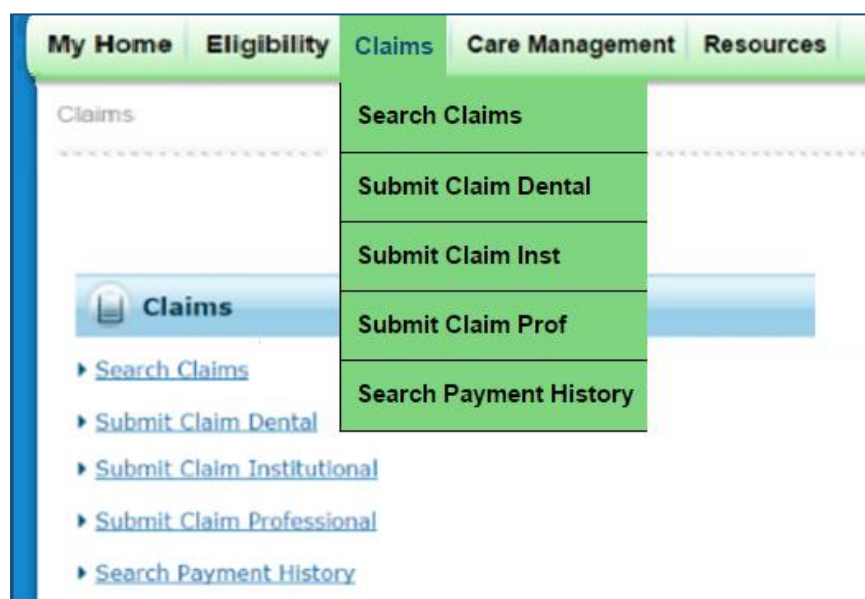 My Home Eligibility Claims Care Management Resources
Claims
Search Claims
Submit Claim Dental
Submit Claim Inst
Submit Claim Prof
Search Payment History
Claims
Search Claims
Submit Claim Dental
Submit Claim Institutional
Submit Claim Professional
Search Payment History